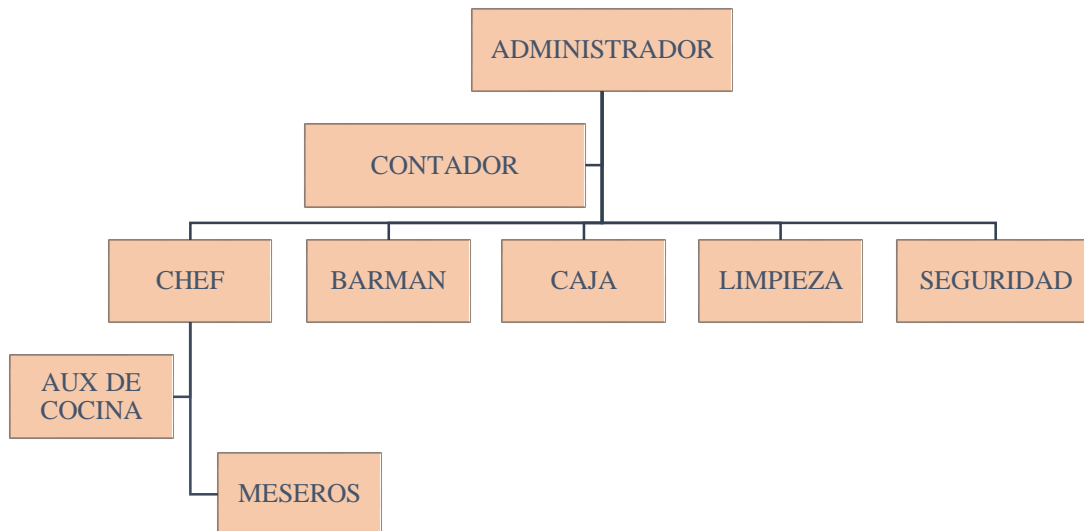 ADMINISTRADOR
CONTADOR
CHEF
BARMAN
CAJA
LIMPIEZA
SEGURIDAD
AUX DE
COCINA
MESEROS